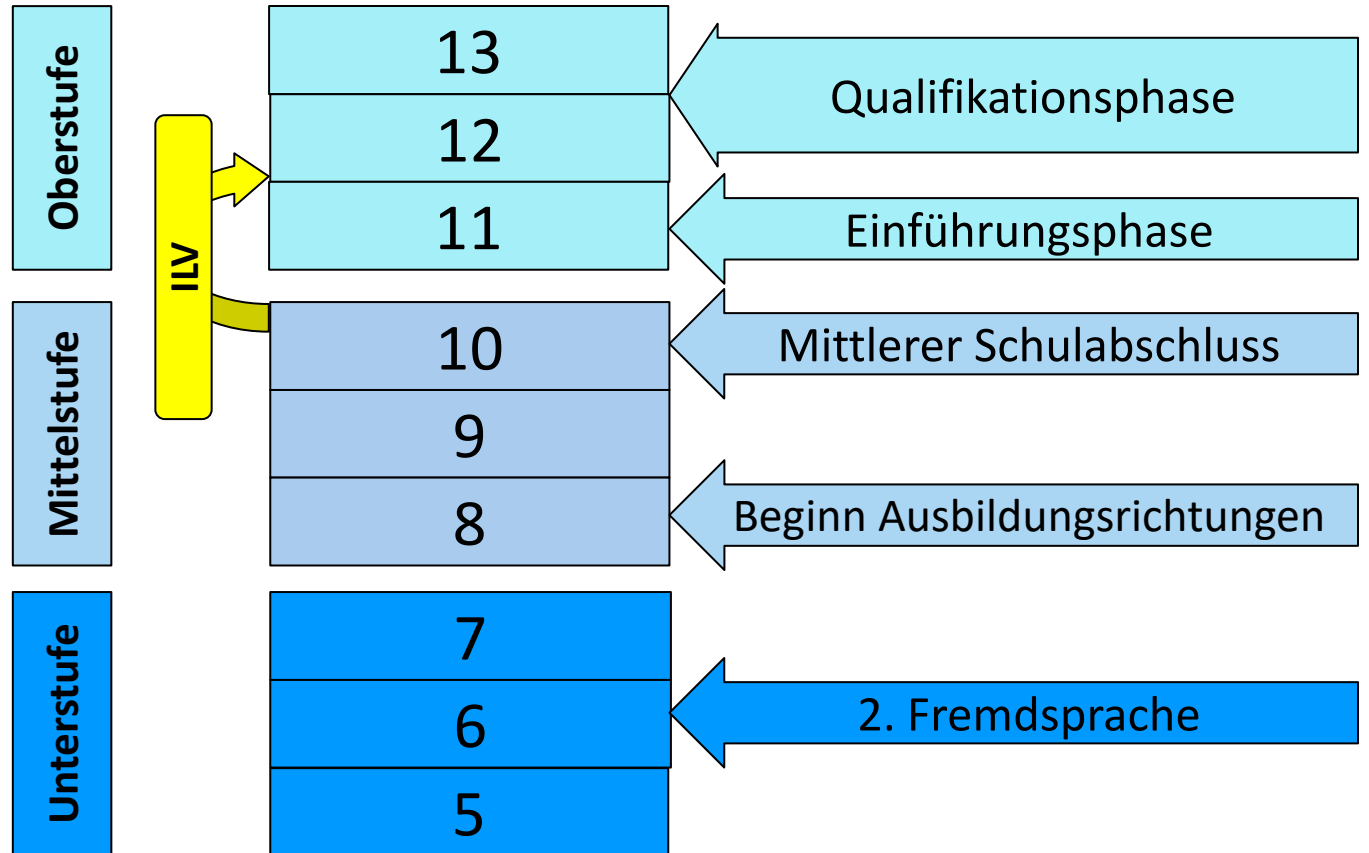 Oberstufe
13
12
11
Qualifikationsphase
Einführungsphase
ILV
Mittelstufe
10
9
8
Mittlerer Schulabschluss
Beginn Ausbildungsrichtungen
Unterstufe
7
6
5
2. Fremdsprache